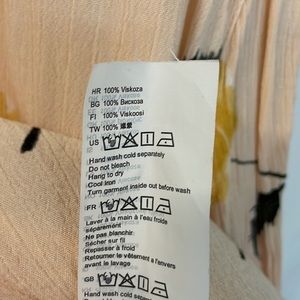 HR 100% Viskoza
BG 100% Вискоза
FI 100% Viskoosi
TW 100% 嫘縈
US
Hand wash cold separately
Do not bleach
Hang to dry
Cool iron
Turn garment inside out before wash
FR
Laver à la main à l'eau froide
séparément
Ne pas blanchir
Sécher sur fil
Repasser à froid
Retourner le vêtement a l'anvers
avant le lavage
GB
Hand wash cold separately